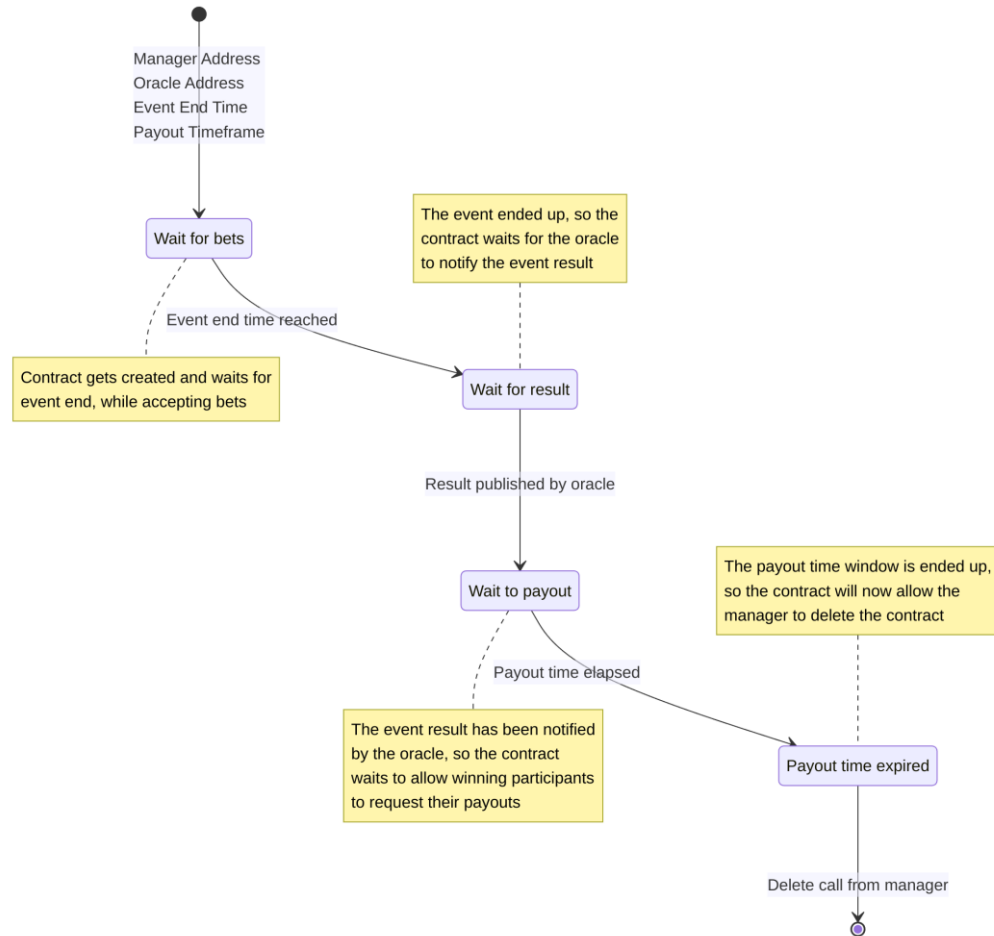 Manager Address
Oracle Address
Event End Time
Payout Timeframe
Wait for bets
The event ended up, so the
contract waits for the oracle
to notify the event result
Event end time reached
Contract gets created and waits for
event end, while accepting bets
Wait for result
Result published by oracle
Wait to payout
The payout time window is ended up,
so the contract will now allow the
manager to delete the contract
Payout time elapsed
The event result has been notified
by the oracle, so the contract
waits to allow winning participants
to request their payouts
Payout time expired
Delete call from manager